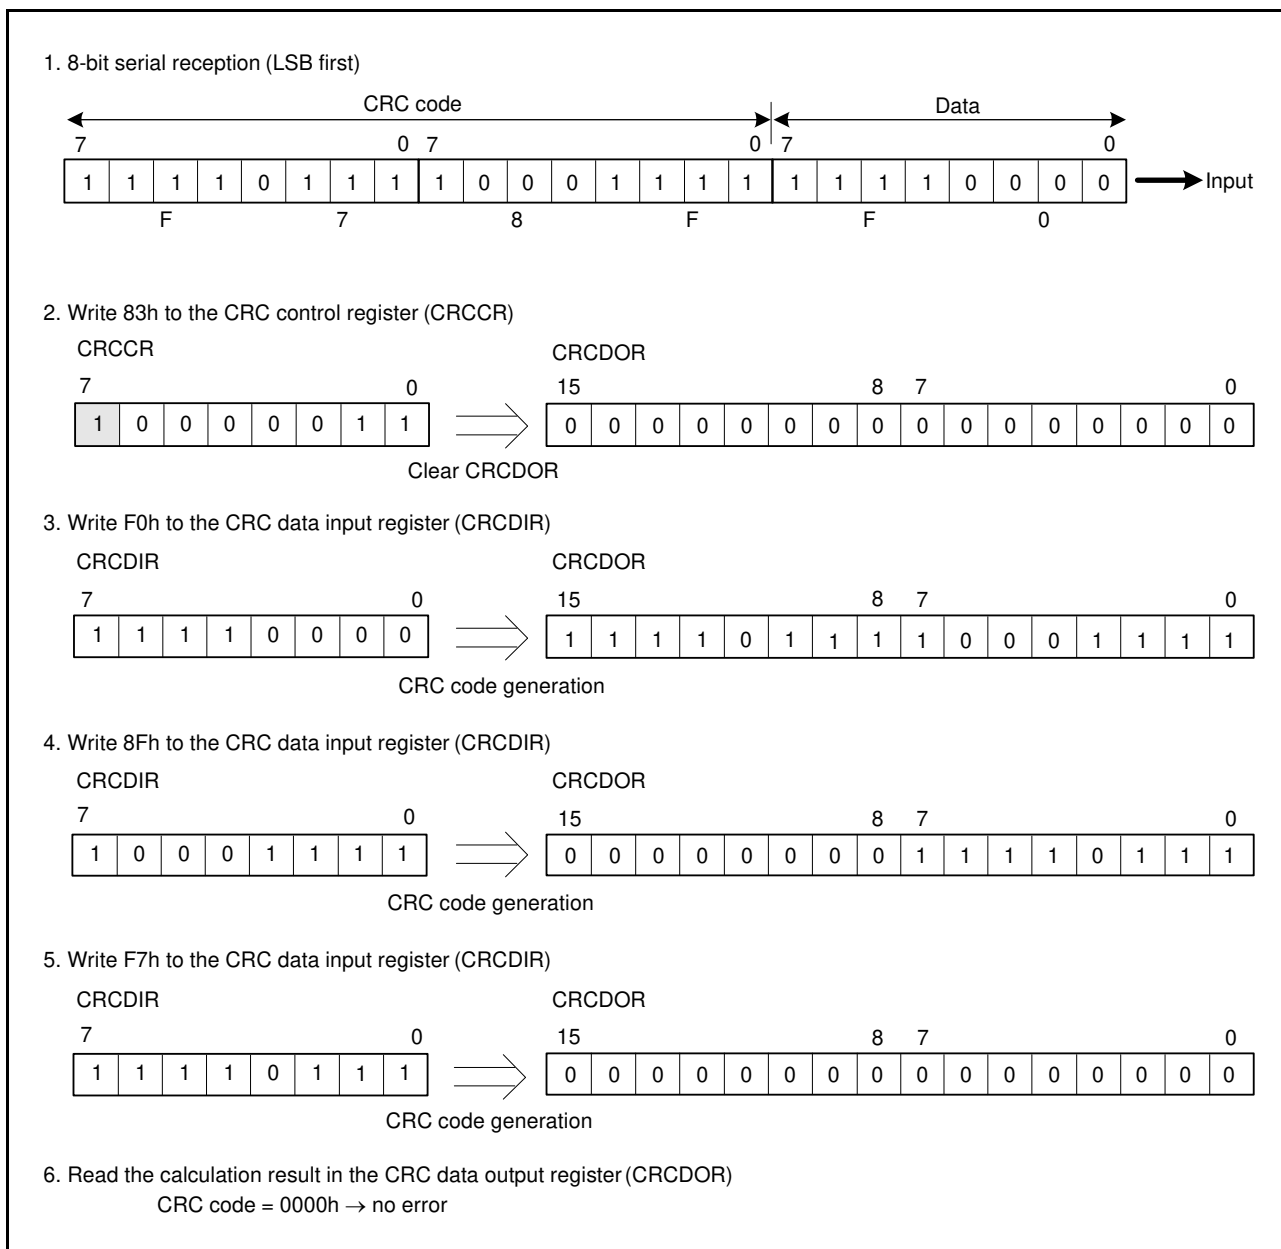 1. 8-bit serial reception (LSB first)
CRC code Data
7 0 7 0 7 0
1 1 1 1 0 1 1 1 1 0 0 0 1 1 1 1 1 1 1 1 0 0 0 0 Input
F 7 8 F F 0
2. Write 83h to the CRC control register (CRCCR)
CRCCR CRCDOR
7 0 15 8 7 0
1 0 0 0 0 0 1 1 0 0 0 0 0 0 0 0 0 0 0 0 0 0 0 0
Clear CRCDOR
3. Write F0h to the CRC data input register (CRCDIR)
CRCDIR CRCDOR
7 0 15 8 7 0
1 1 1 1 0 0 0 0 1 1 1 1 0 1 1 1 1 0 0 0 1 1 1 1
CRC code generation
4. Write 8Fh to the CRC data input register (CRCDIR)
CRCDIR CRCDOR
7 0 15 8 7 0
1 0 0 0 1 1 1 1 0 0 0 0 0 0 0 0 1 1 1 1 0 1 1 1
CRC code generation
5. Write F7h to the CRC data input register (CRCDIR)
CRCDIR CRCDOR
7 0 15 8 7 0
1 1 1 1 0 1 1 1 0 0 0 0 0 0 0 0 0 0 0 0 0 0 0 0
CRC code generation
6. Read the calculation result in the CRC data output register (CRCDOR)
CRC code = 0000h → no error